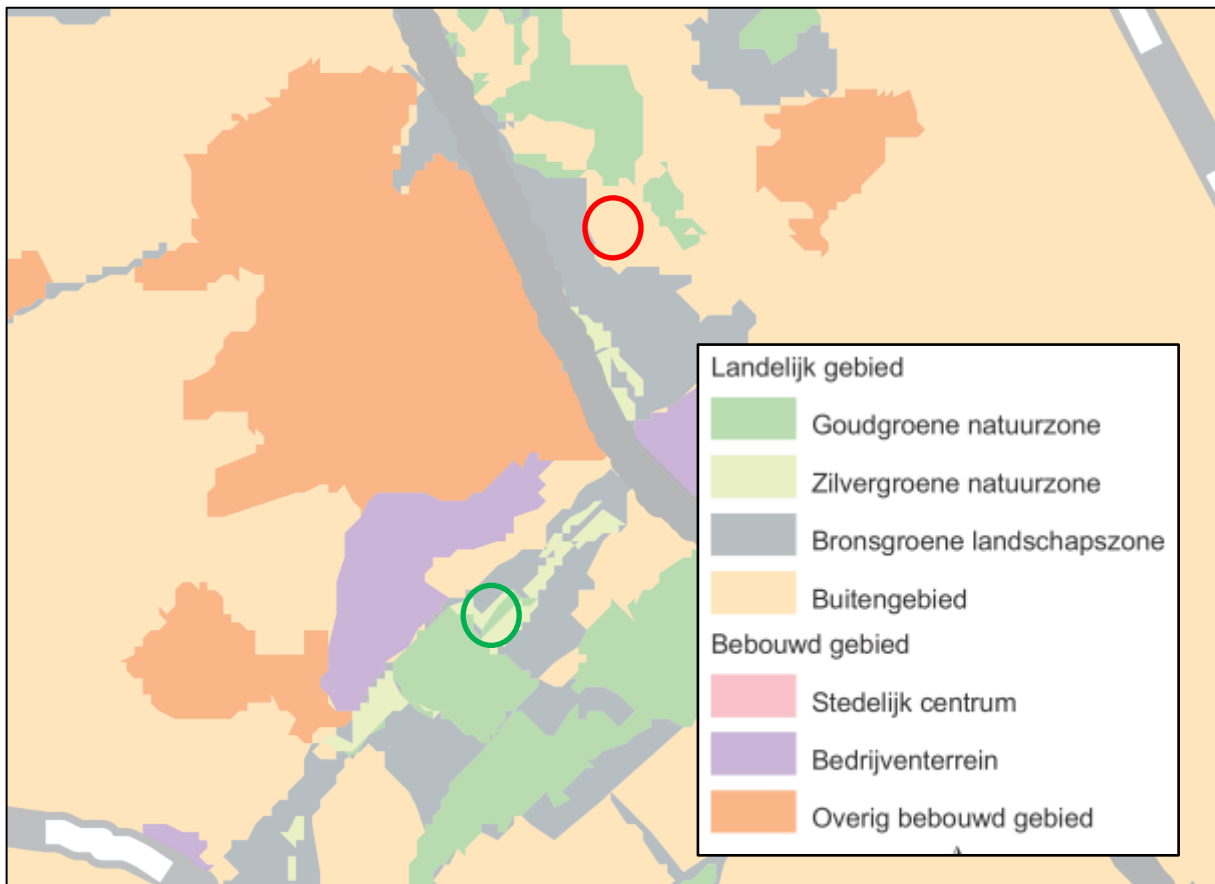 Landelijk gebied
Goudgroene natuurzone
Zilvergroene natuurzone
Bronsgroene landschapszone
Buitengebied
Bebouwd gebied
Stedelijk centrum
Bedrijventerrein
Overig bebouwd gebied